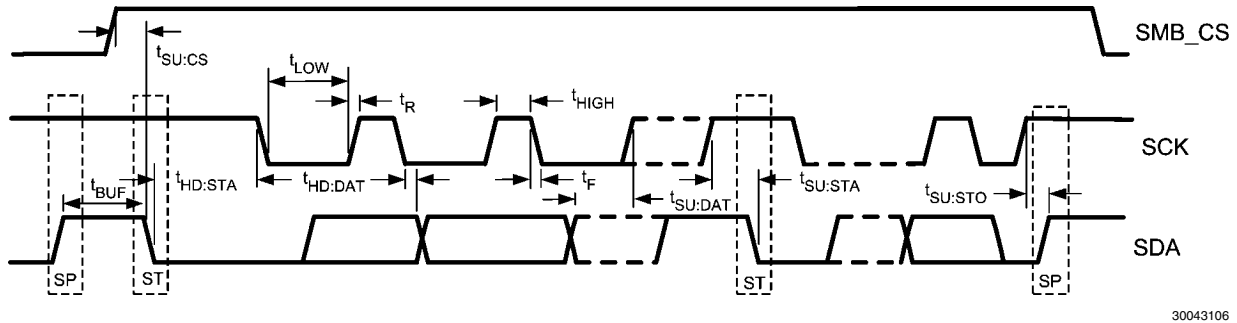 SMB_CS
tSU:CS
tLOW
tR
tHIGH
SCK
tBUF
tHD:STA
tHD:DAT
tF
tSU:DAT
tSU:STA
tSU:STO
SDA
SP
ST
ST
SP
30043106